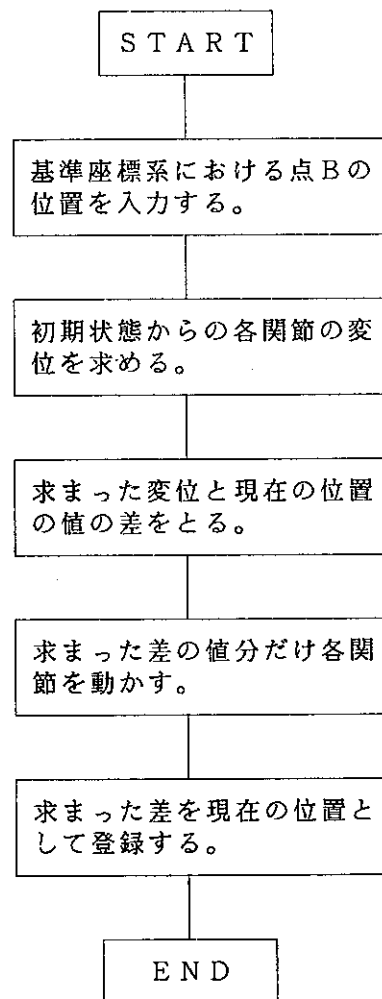 START
基準座標系における点Bの
位置を入力する。
初期状態からの各関節の変
位を求める。
求まった変位と現在の位置
の値の差をとる。
求まった差の値分だけ各関
節を動かす。
求まった差を現在の位置と
して登録する。
END